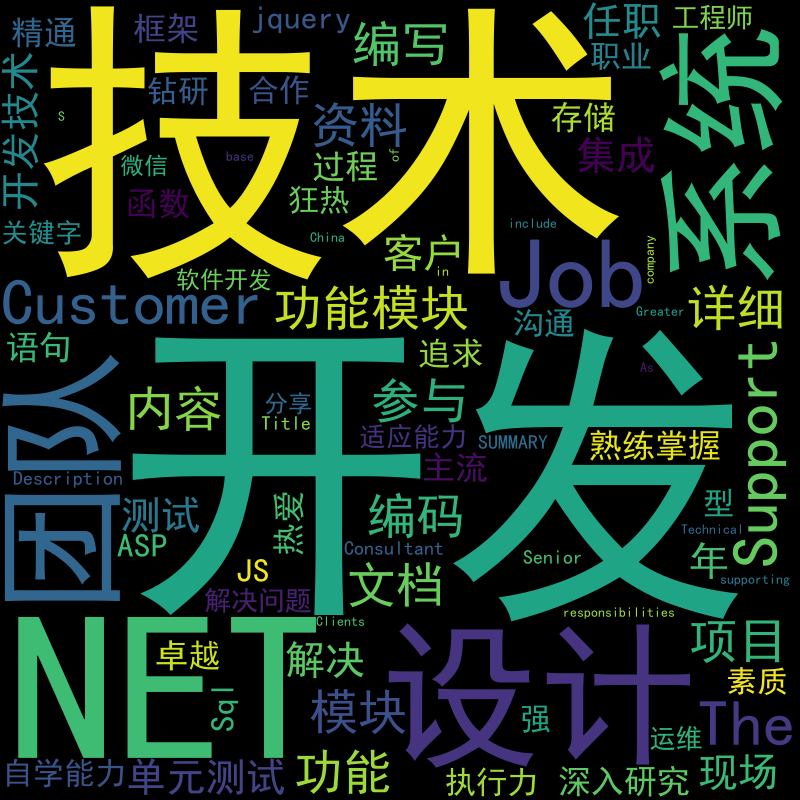 精通
框架
jquery
编写
任职
工程师
职业
开发技术
技术
系统
钻研
合作
资料
存储
S
base
of
微信
过程
集成
函数
狂热
关键字
China
include
客户
in
company
软件开发
Customer
功能模块
Job
Greater
详细
沟通
语句
追求
As
Support
团队
开发
内容
分享
Title
参与
适应能力
SUMMARY
熟练掌握
主流
Description
测试
热爱
编码
型
ASP
Consultant
Technical
JS
Senior
年
文档
解决问题
supporting
responsibilities
NET
Clients
设计
项目
卓越
解决
素质
Sql
模块
强
The
运维
自学能力
单元测试
功能
执行力
深入研究
现场